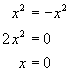 x² = −x²
2x² = 0
x = 0